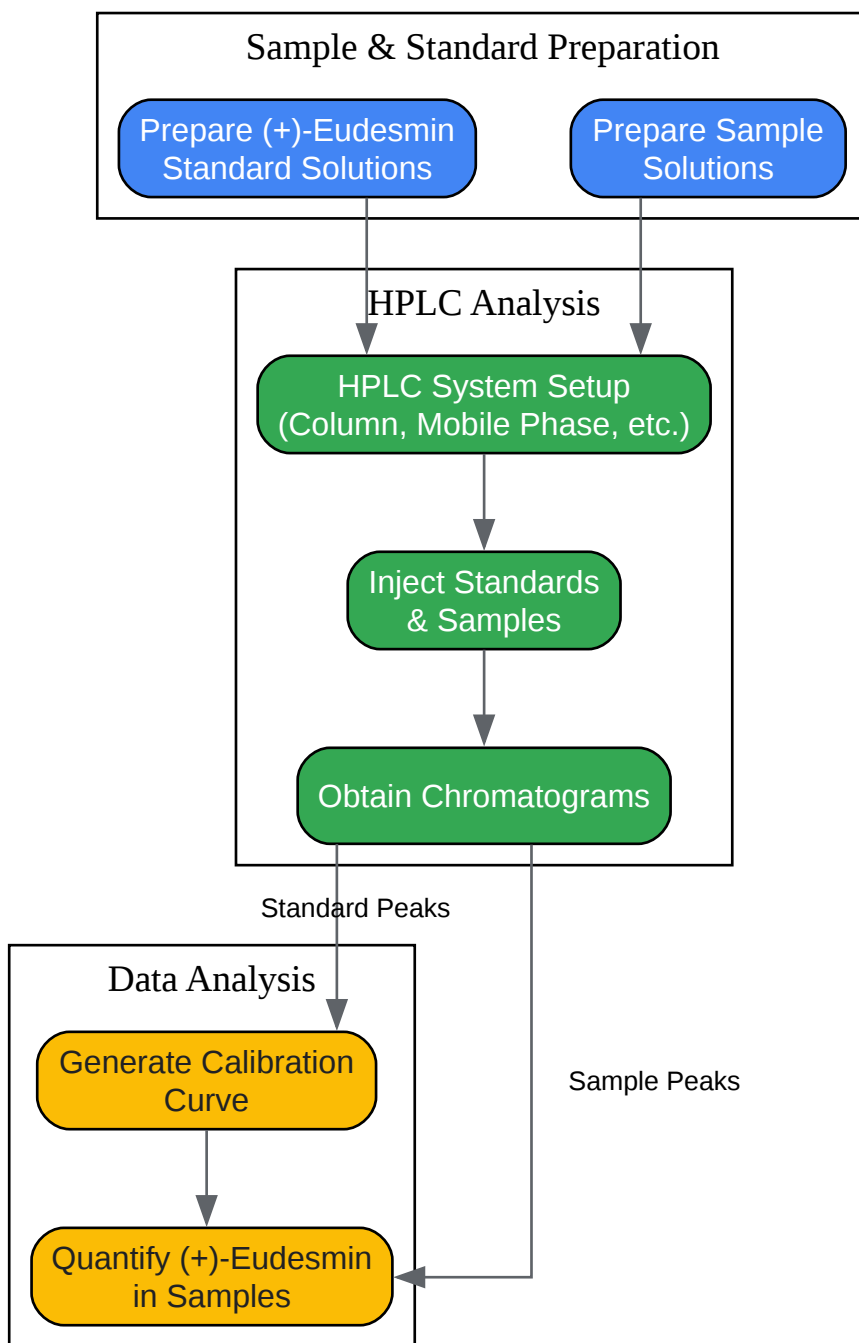 Sample & Standard Preparation
Prepare (+)-Eudesmin
Standard Solutions
Prepare Sample
Solutions
HPLC Analysis
HPLC System Setup
(Column, Mobile Phase, etc.)
Inject Standards
& Samples
Obtain Chromatograms
Standard Peaks
Data Analysis
Generate Calibration
Curve
Sample Peaks
Quantify (+)-Eudesmin
in Samples